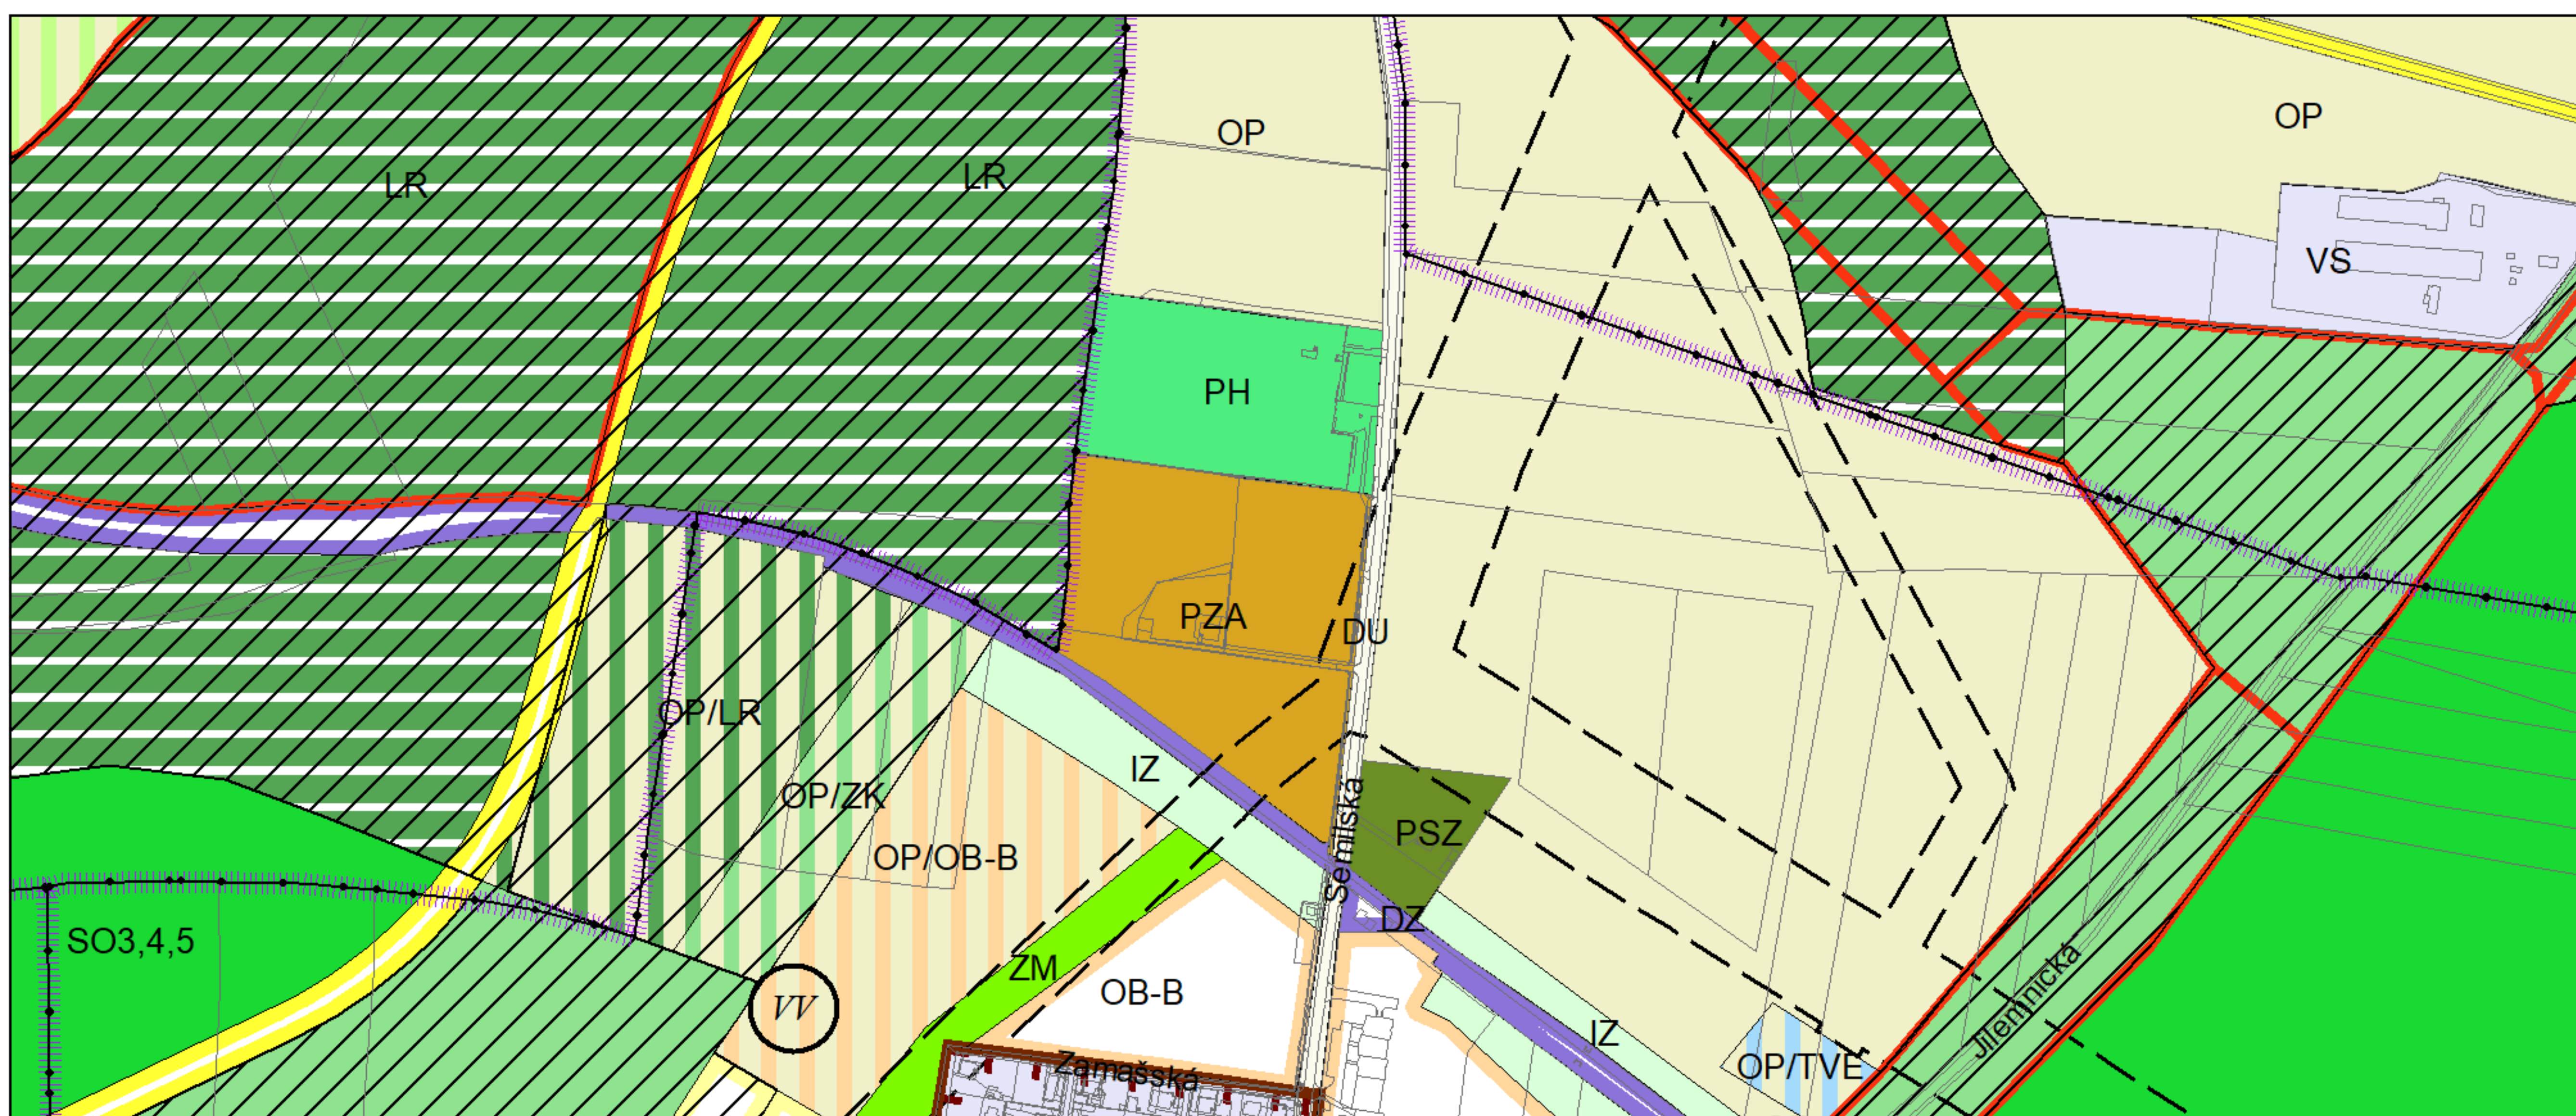 OP
OP
LR
LR
VS
PH
PZA
DU
OP/LR
IZ
OP/ZK
Semilská
PSZ
OP/OB-B
DZ
SO3,4,5
ZM
OB-B
VV
IZ
Jilemnická
Zamašská
OP/TVE